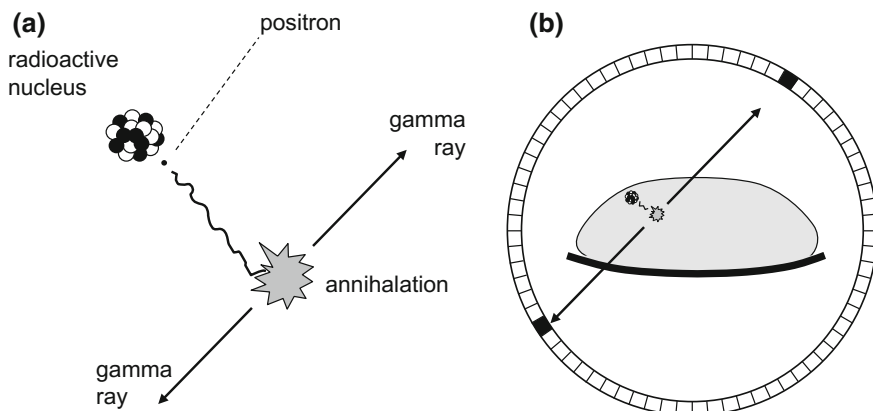 (a)
positron
radioactive
nucleus
gamma
ray
annihalation
gamma
ray
(b)